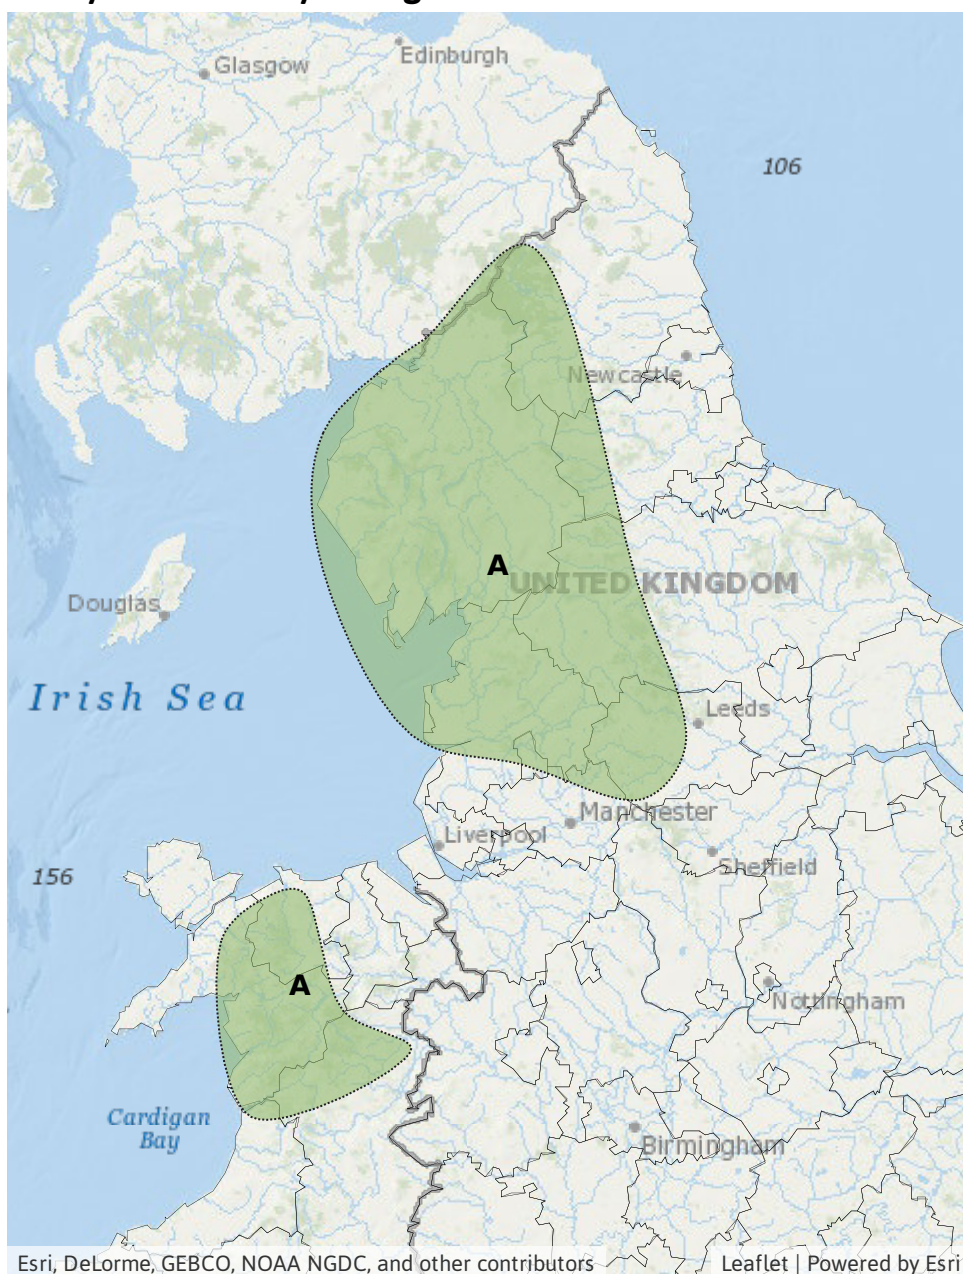 Glasgow
Edinburgh
106
Newcastle
A
UNITED KINGDOM
Douglas
Irish Sea
Leeds
Manchester
Liverpool
Sheffield
156
A
Nottingham
Cardigan
Bay
Birmingham
Esri, DeLorme, GEBCO, NOAA NGDC, and other contributors
Leaflet | Powered by Esri